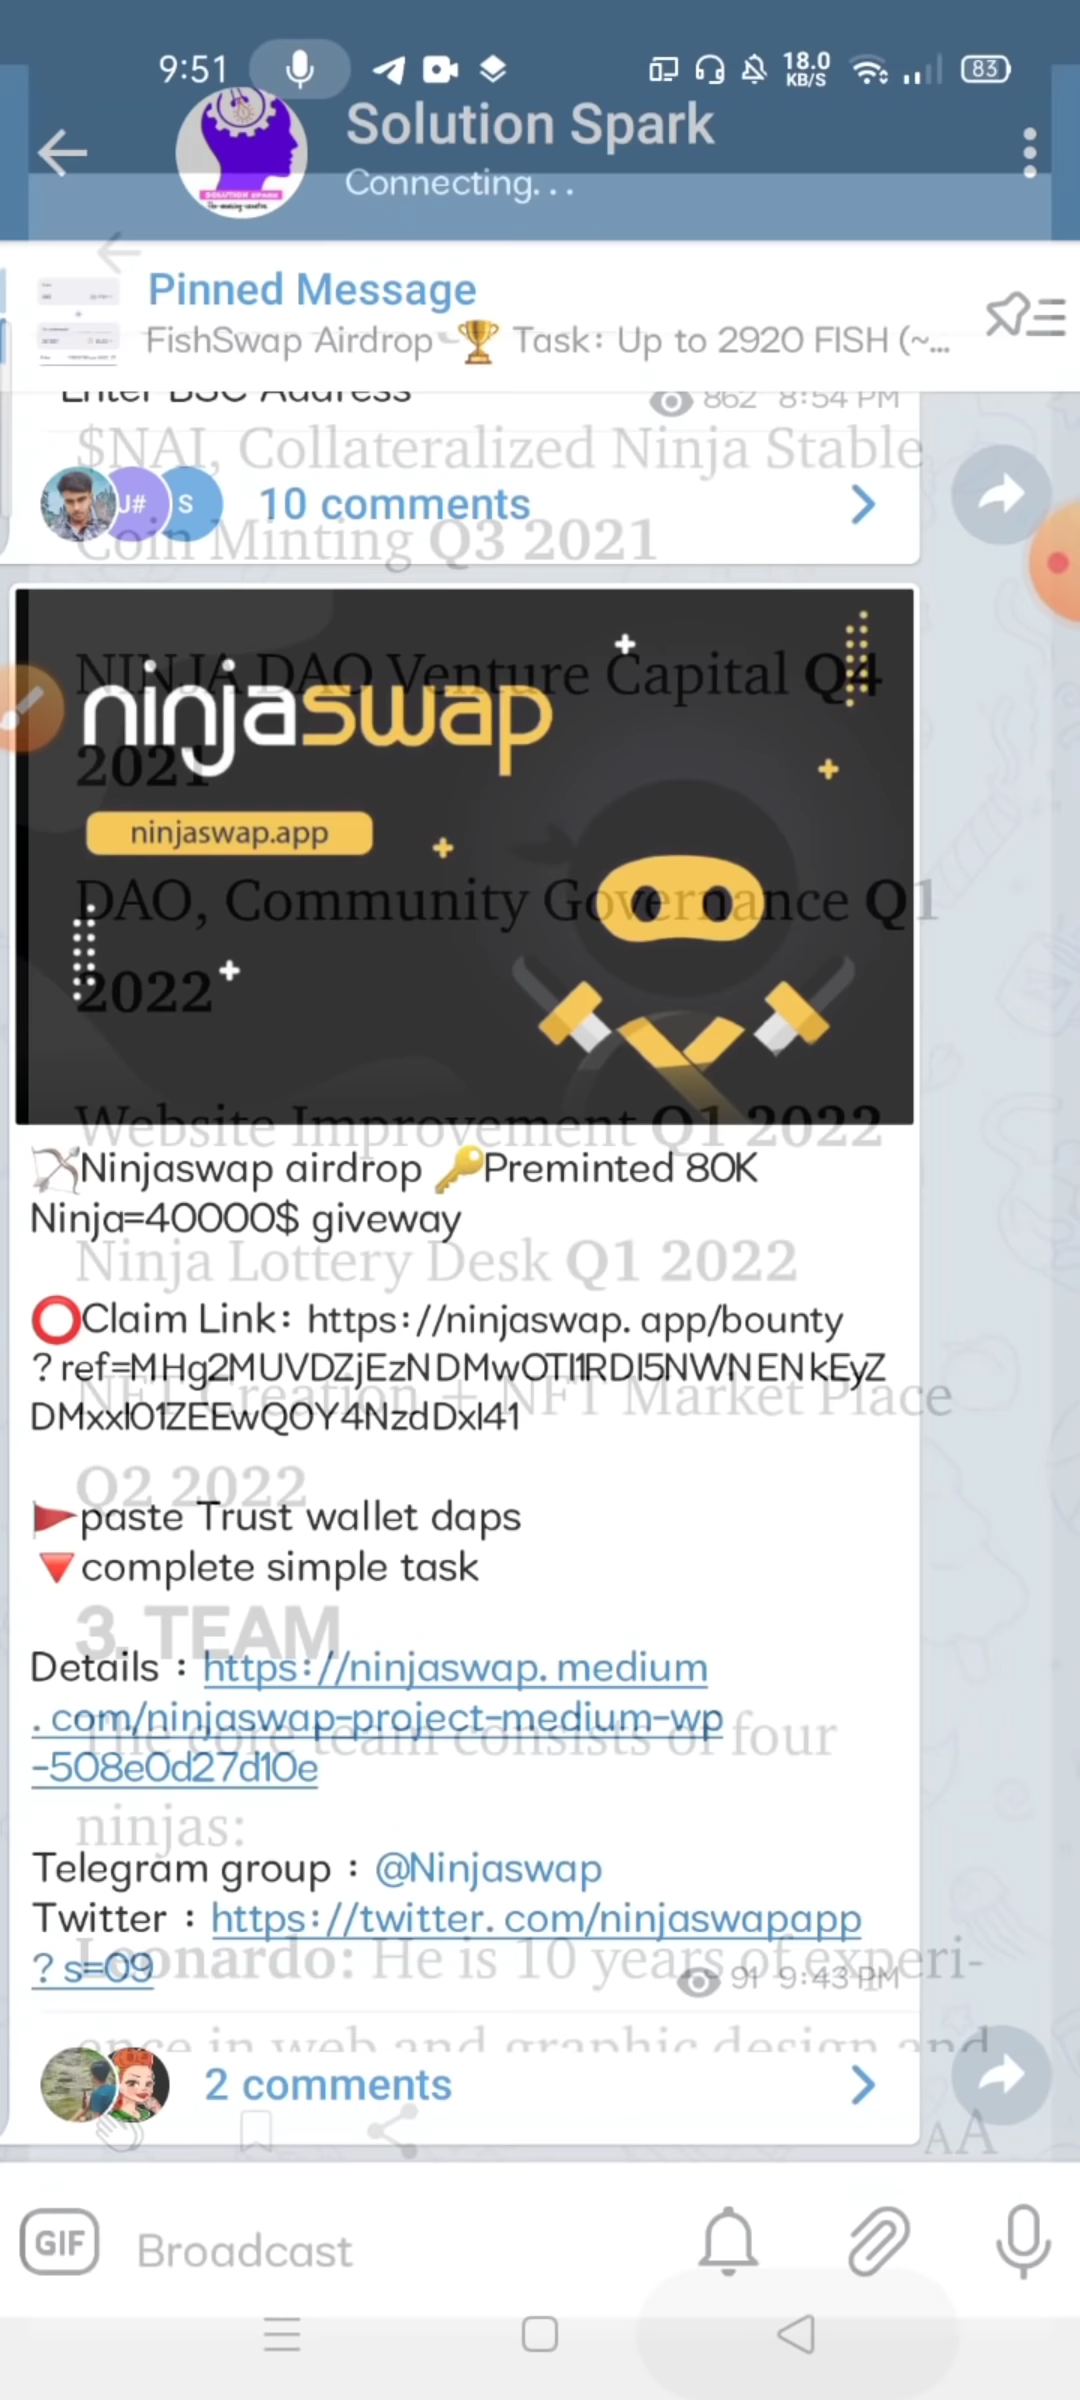 9:51
18.0
KB/S
83
Solution Spark
Connecting...
Pinned Message
FishSwap Airdrop 🏆 Task: Up to 2920 FISH (~...
Enter BSC Address
862 8:54 PM
$NAI, Collateralized Ninja Stable
J# S 10 comments
Coin Minting Q3 2021
NINJA DAO Venture Capital Q4
2021
ninjaswap
ninjaswap.app
DAO, Community Governance Q1
2022
Website Improvement Q1 2022
🏹Ninjaswap airdrop 🔑Preminted 80K
Ninja=40000$ giveway
Ninja Lottery Desk Q1 2022
⭕Claim Link: https://ninjaswap. app/bounty
? ref=MHg2MUVDZjEzNDMwOTI1RDI5NWNENkEyZ
NFT Creation + NFT Market Place
DMxxI01ZEEwQ0Y4NzdDxI41
Q2 2022
🚩paste Trust wallet daps
🔻complete simple task
3. TEAM
Details : https://ninjaswap. medium
. com/ninjaswap-project-medium-wp
The core team consists of four
-508e0d27d10e
ninjas:
Telegram group : @Ninjaswap
Twitter : https://twitter. com/ninjaswapapp
? s=09
Leonardo: He is 10 years of experi-
91 9:43 PM
ence in web and graphic design and
2 comments
AA
GIF
Broadcast